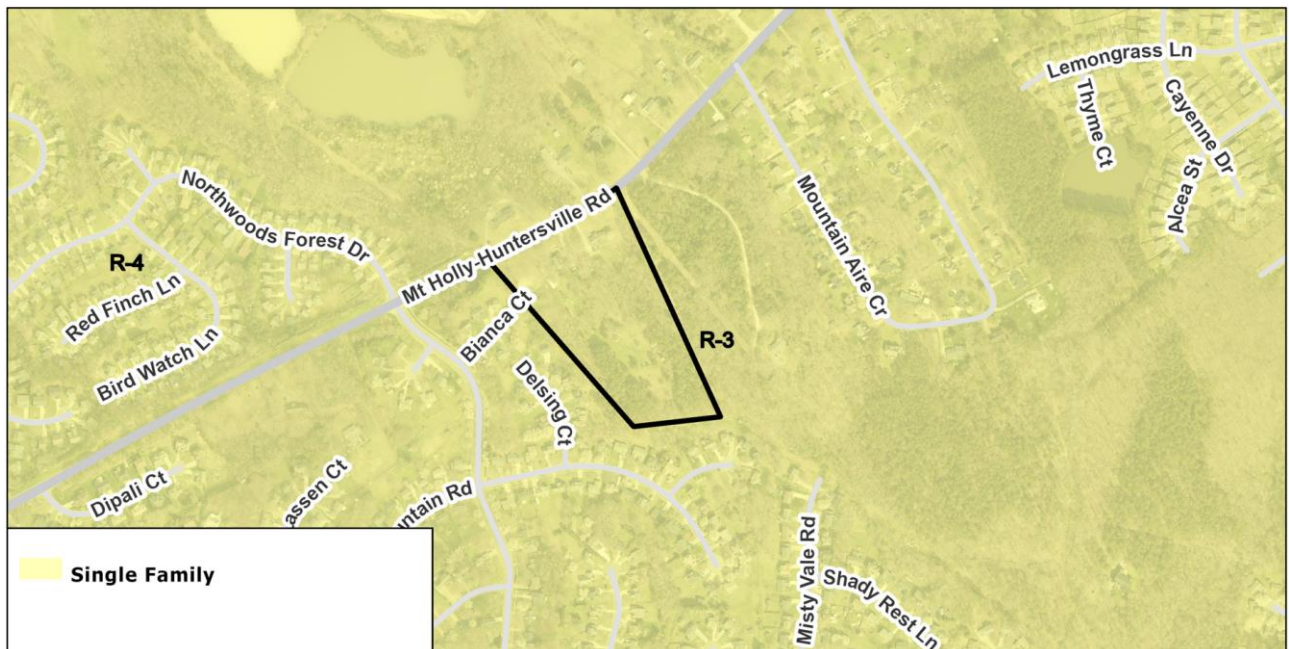 Lemongrass Ln
Thyme Ct
Cayenne Dr
Alcea St
Northwoods Forest Dr
Mt Holly-Huntersville Rd
Mountain Aire Cr
R-4
Red Finch Ln
Bianca Ct
R-3
Bird Watch Ln
Delsing Ct
Dipali Ct
assen Ct
untain Rd
Misty Vale Rd
Shady Rest Ln
Single Family